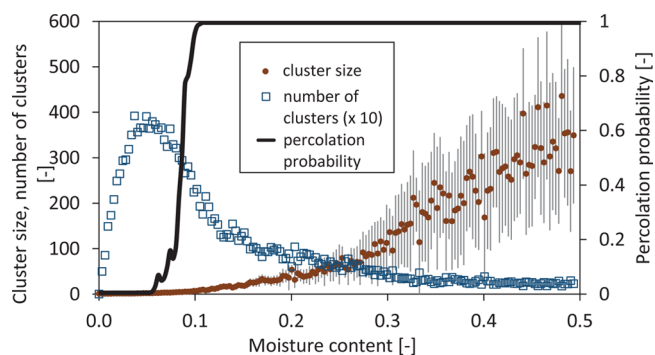 600
500
400
300
200
100
0
Cluster size, number of clusters
[-]
cluster size
number of
clusters (x 10)
percolation
probability
1
0.8
0.6
0.4
0.2
0
Percolation probability [-]
0.0 0.1 0.2 0.3 0.4 0.5
Moisture content [-]